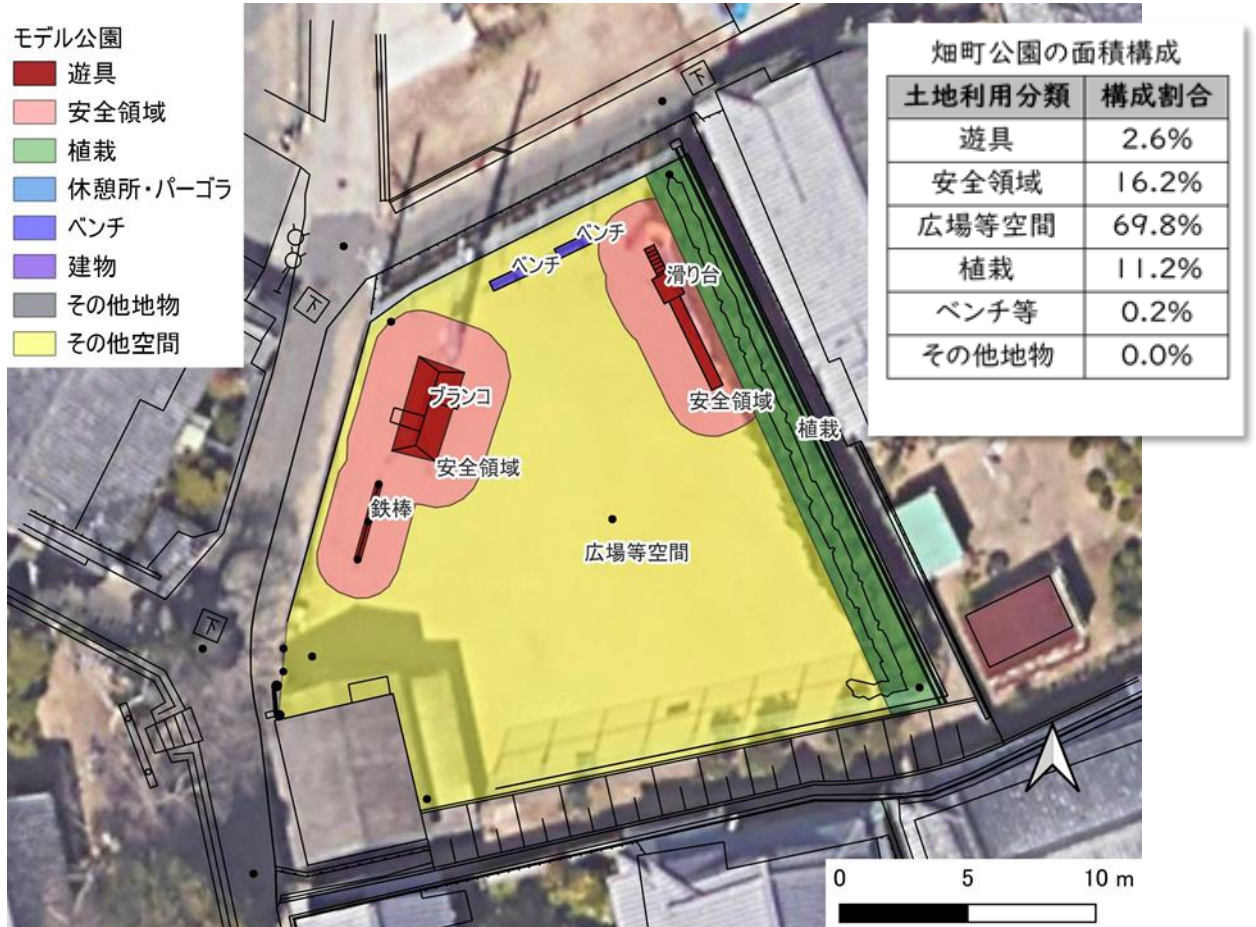 モデル公園
遊具
安全領域
植栽
休憩所・パーゴラ
ベンチ
建物
その他地物
その他空間
畑町公園の面積構成
土地利用分類 構成割合
遊具 2.6%
安全領域 16.2%
広場等空間 69.8%
植栽 11.2%
ベンチ等 0.2%
その他地物 0.0%
下
下
下
ベンチ
ベンチ
滑り台
安全領域
植栽
ブランコ
安全領域
鉄棒
広場等空間
0 5 10 m